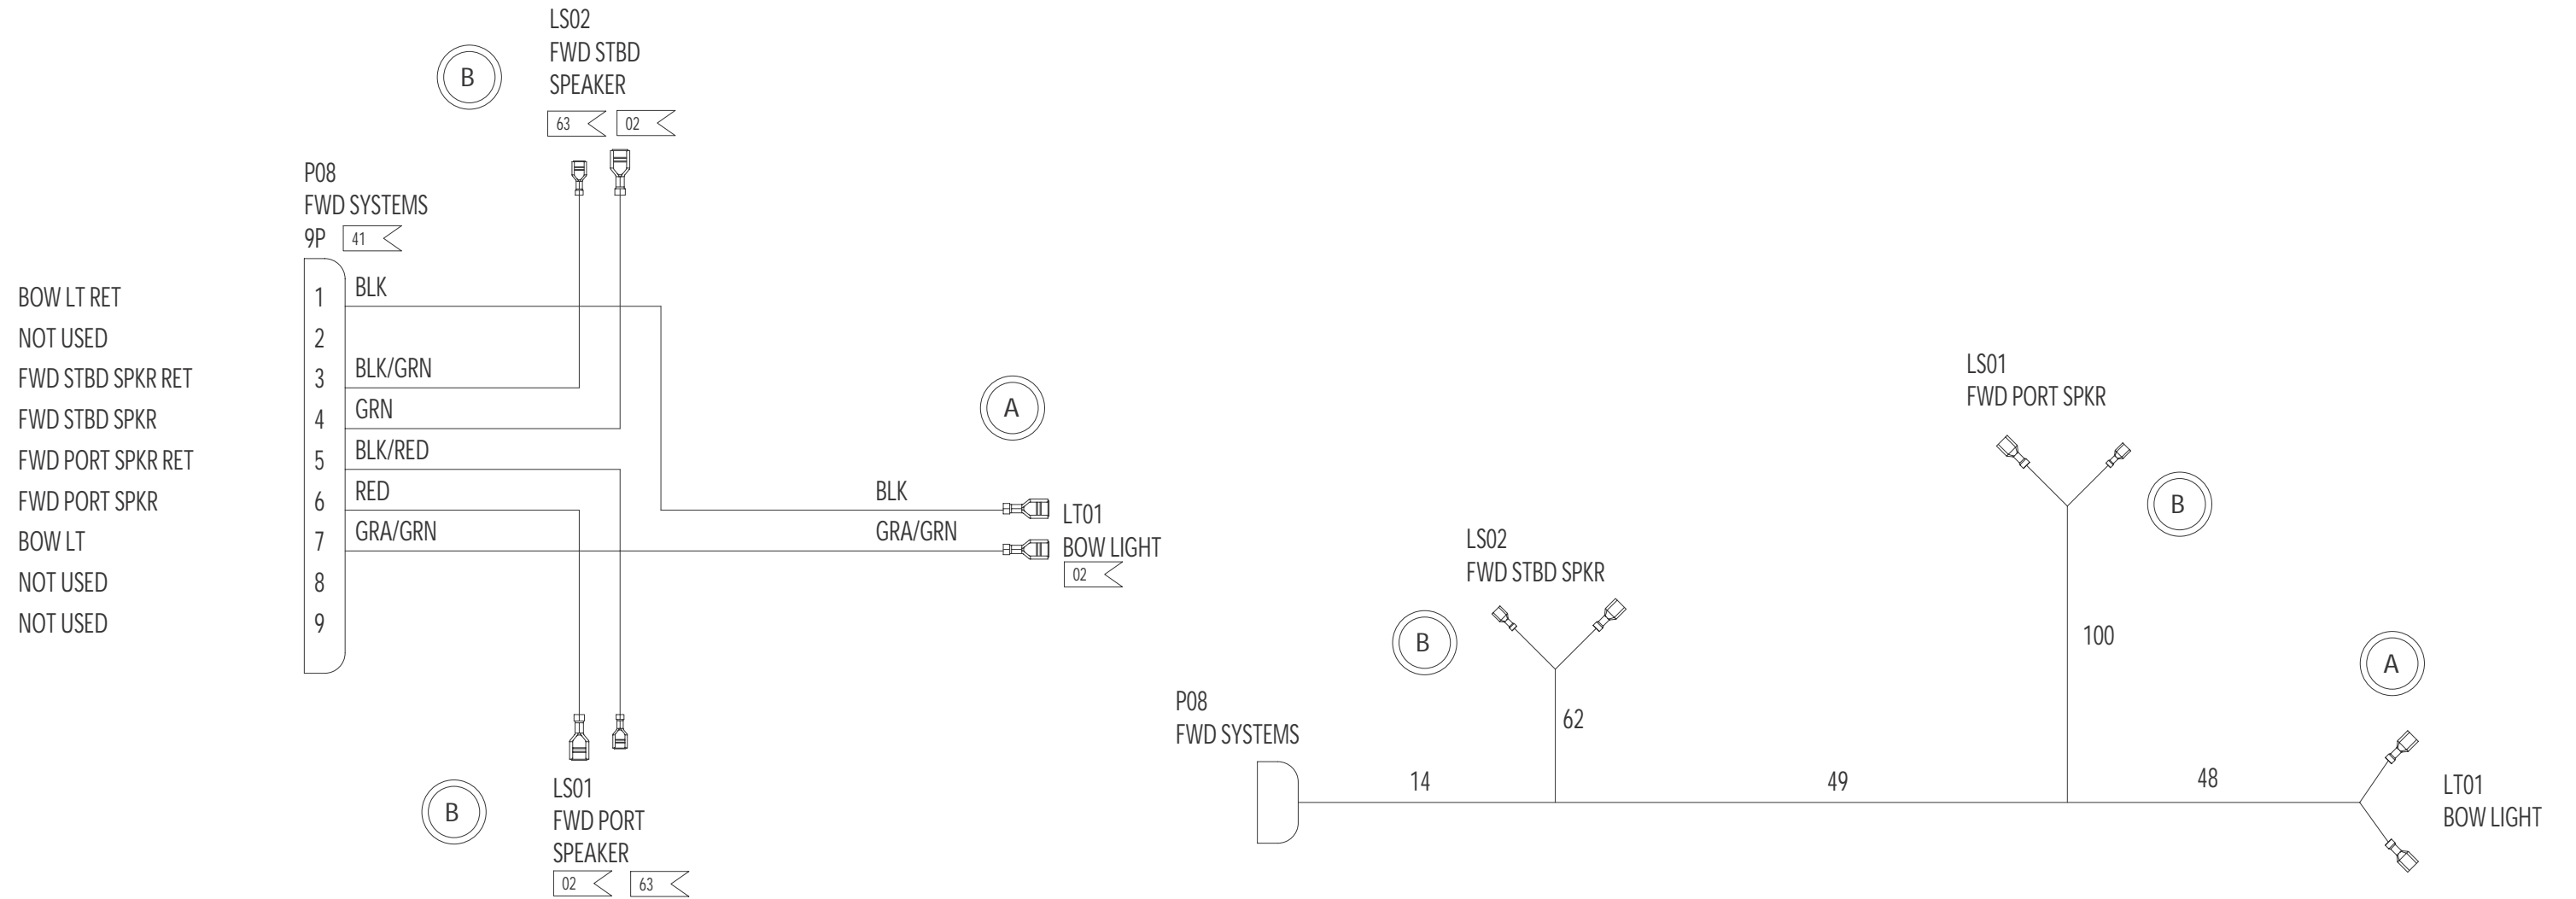 LS02
FWD STBD
SPEAKER
B
63
02
P08
FWD SYSTEMS
9P
41
BOW LT RET
1
BLK
NOT USED
2
FWD STBD SPKR RET
3
BLK/GRN
FWD STBD SPKR
4
GRN
FWD PORT SPKR RET
5
BLK/RED
FWD PORT SPKR
6
RED
BOW LT
7
GRA/GRN
NOT USED
8
NOT USED
9
A
BLK
GRA/GRN
LT01
BOW LIGHT
02
B
LS01
FWD PORT
SPEAKER
02
63
LS01
FWD PORT SPKR
B
LS02
FWD STBD SPKR
B
100
A
P08
FWD SYSTEMS
62
14
49
48
LT01
BOW LIGHT